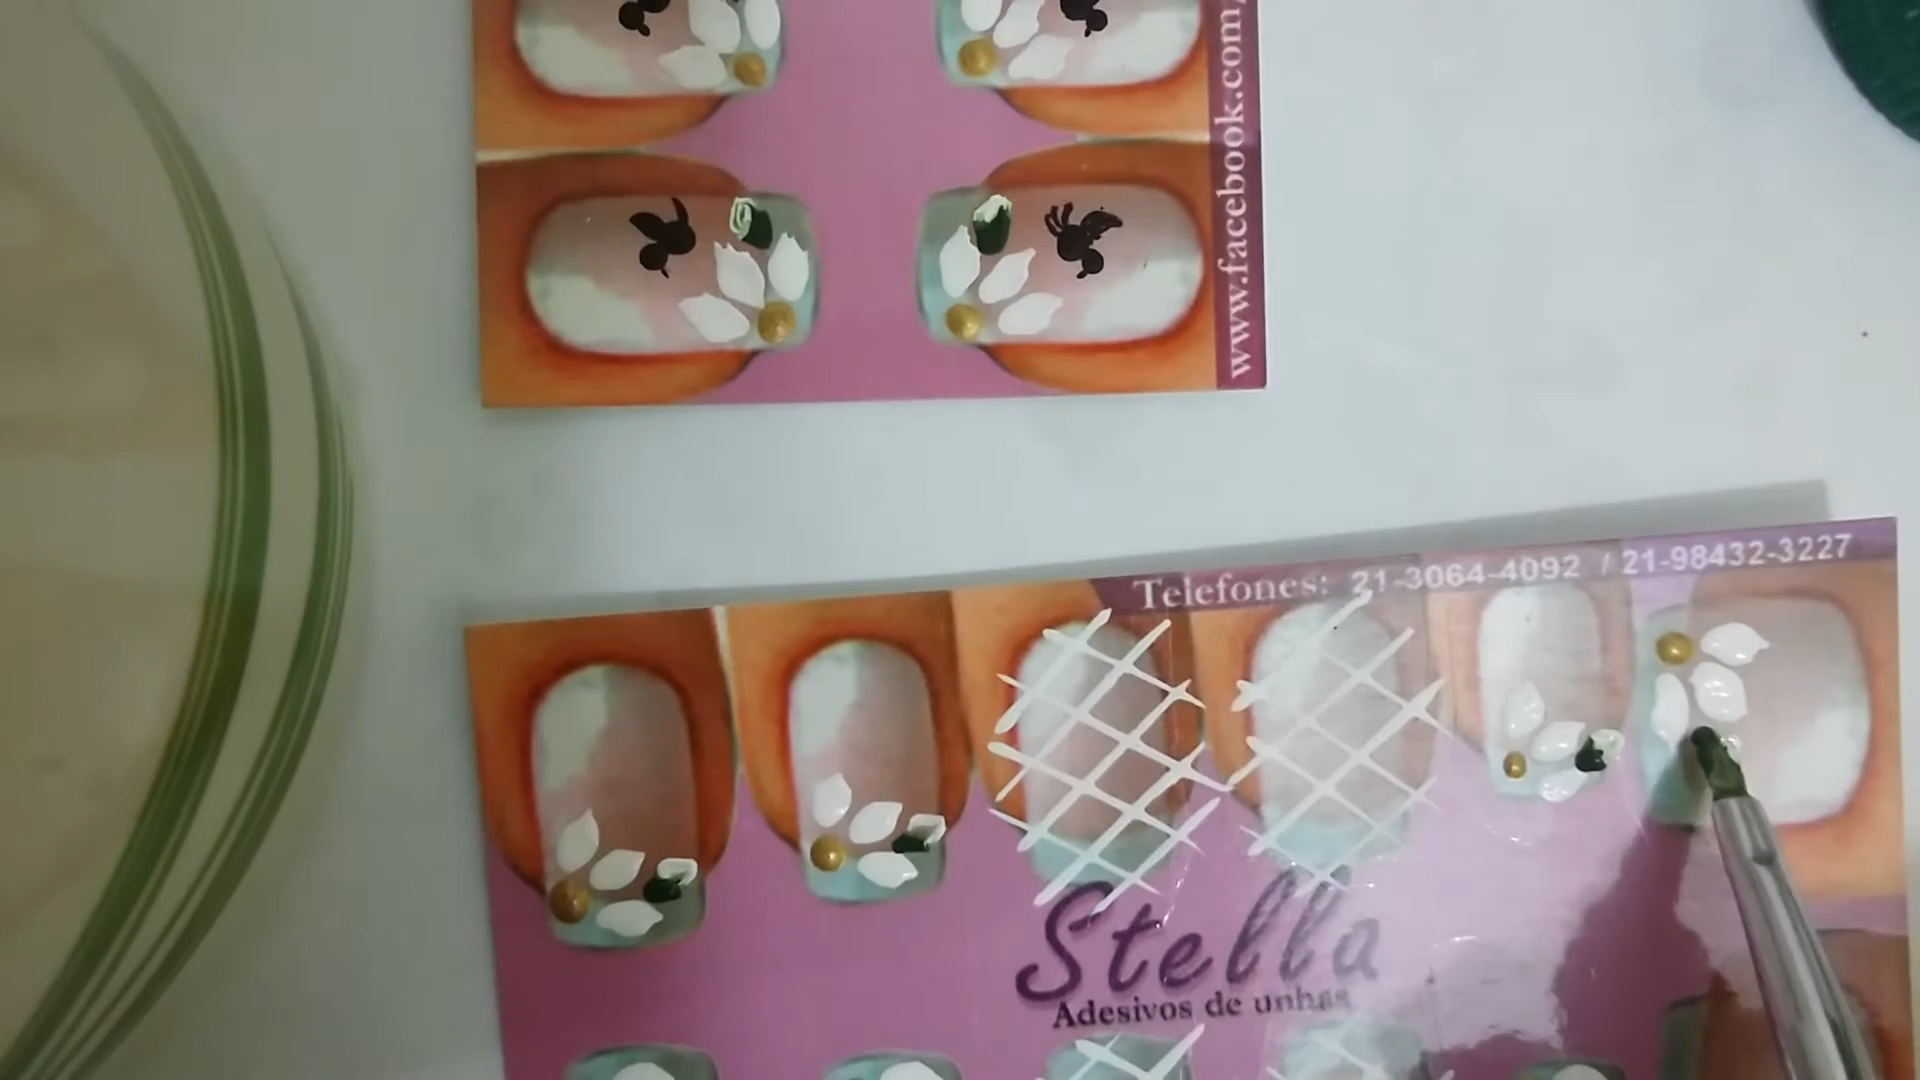 www.facebook.com/
Telefones: 21-3064-4092 / 21-98432-3227
Stella
Adesivos de unhas